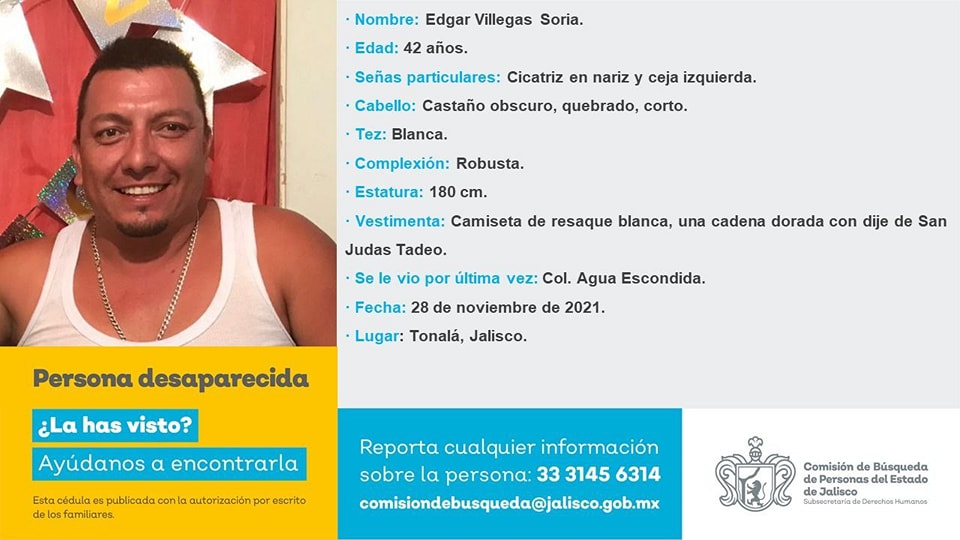 · Nombre: Edgar Villegas Soria.
· Edad: 42 años.
· Señas particulares: Cicatriz en nariz y ceja izquierda.
· Cabello: Castaño obscuro, quebrado, corto.
· Tez: Blanca.
· Complexión: Robusta.
· Estatura: 180 cm.
· Vestimenta: Camiseta de resaque blanca, una cadena dorada con dije de San
Judas Tadeo.
· Se le vio por última vez: Col. Agua Escondida.
· Fecha: 28 de noviembre de 2021.
· Lugar: Tonalá, Jalisco.
Persona desaparecida
¿La has visto?
Ayúdanos a encontrarla
Esta cédula es publicada con la autorización por escrito
de los familiares.
Reporta cualquier información
sobre la persona: 33 3145 6314
comisiondebusqueda@jalisco.gob.mx
Comisión de Búsqueda
de Personas del Estado
de Jalisco
Subsecretaría de Derechos Humanos